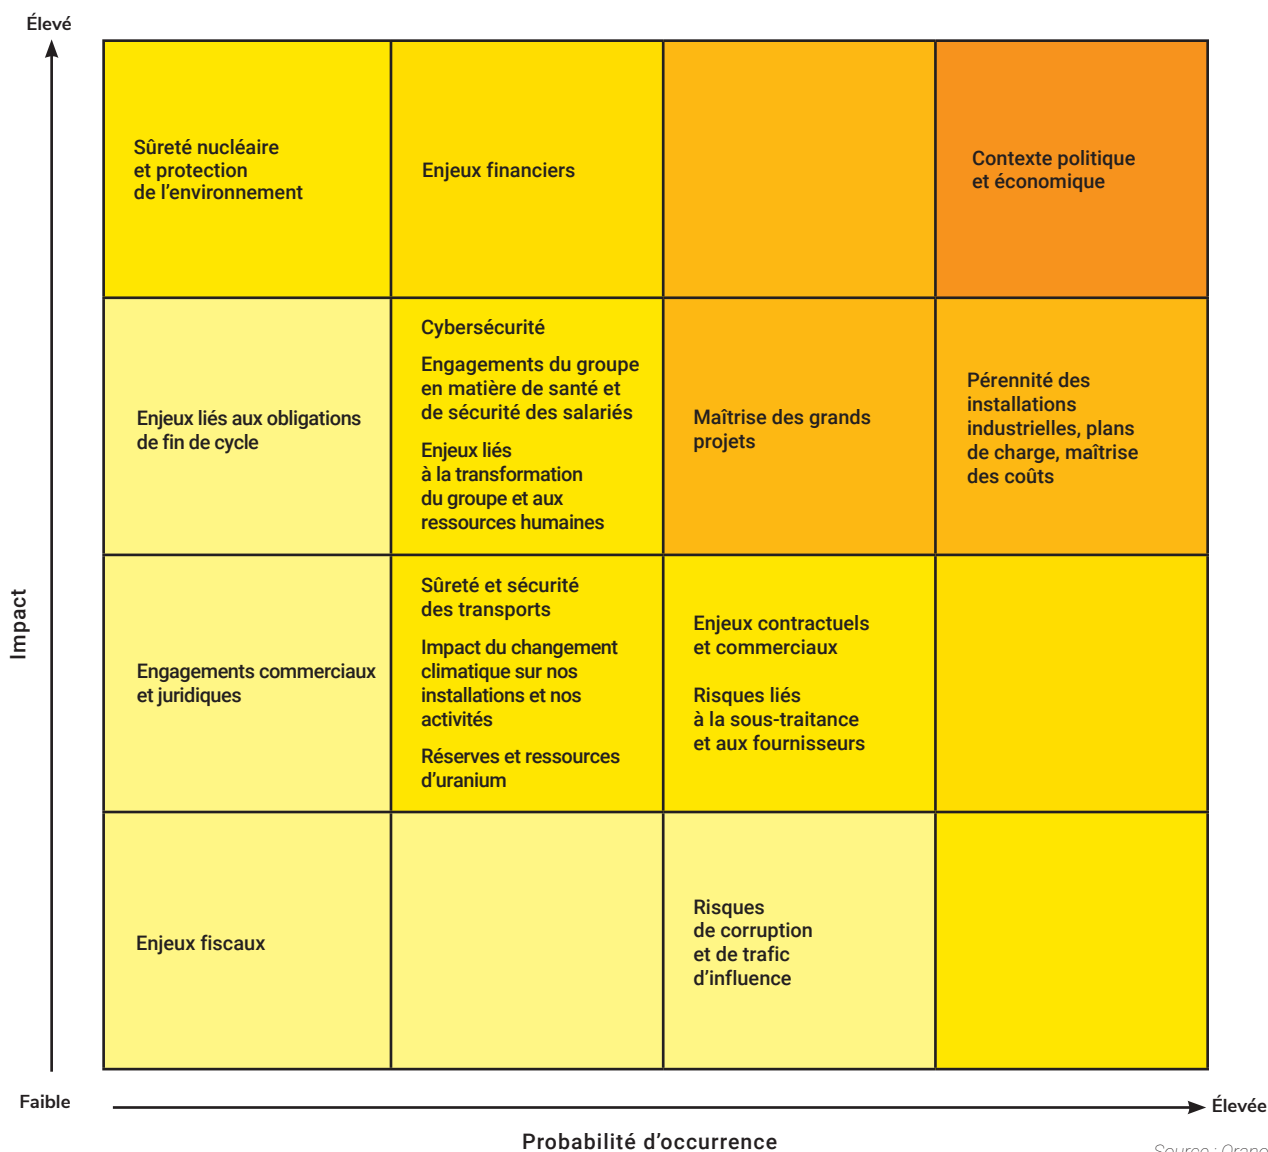 Élevé
Sûreté nucléaire
et protection
de l’environnement
Enjeux financiers
Contexte politique
et économique
Enjeux liés aux obligations
de fin de cycle
Cybersécurité
Engagements du groupe
en matière de santé et
de sécurité des salariés
Enjeux liés
à la transformation
du groupe et aux
ressources humaines
Maîtrise des grands
projets
Pérennité des
installations
industrielles, plans
de charge, maîtrise
des coûts
Impact
Engagements commerciaux
et juridiques
Sûreté et sécurité
des transports
Impact du changement
climatique sur nos
installations et nos
activités
Réserves et ressources
d’uranium
Enjeux contractuels
et commerciaux
Risques liés
à la sous-traitance
et aux fournisseurs
Enjeux fiscaux
Risques
de corruption
et de trafic
d’influence
Faible
Élevée
Probabilité d’occurrence
Source : Orano